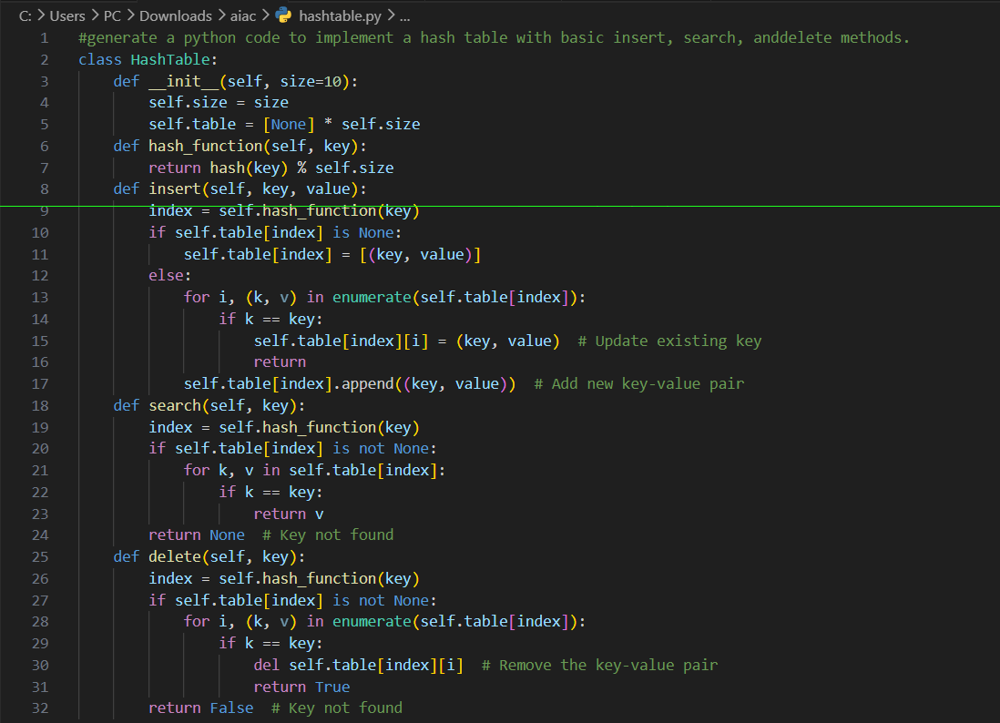 C: > Users > PC > Downloads > aiac > hashtable.py > ...
1 #generate a python code to implement a hash table with basic insert, search, anddelete methods.
2 class HashTable:
3     def __init__(self, size=10):
4         self.size = size
5         self.table = [None] * self.size
6     def hash_function(self, key):
7         return hash(key) % self.size
8     def insert(self, key, value):
9         index = self.hash_function(key)
10         if self.table[index] is None:
11             self.table[index] = [(key, value)]
12         else:
13             for i, (k, v) in enumerate(self.table[index]):
14                 if k == key:
15                     self.table[index][i] = (key, value)  # Update existing key
16                     return
17             self.table[index].append((key, value))  # Add new key-value pair
18     def search(self, key):
19         index = self.hash_function(key)
20         if self.table[index] is not None:
21             for k, v in self.table[index]:
22                 if k == key:
23                     return v
24         return None  # Key not found
25     def delete(self, key):
26         index = self.hash_function(key)
27         if self.table[index] is not None:
28             for i, (k, v) in enumerate(self.table[index]):
29                 if k == key:
30                     del self.table[index][i]  # Remove the key-value pair
31                     return True
32         return False  # Key not found